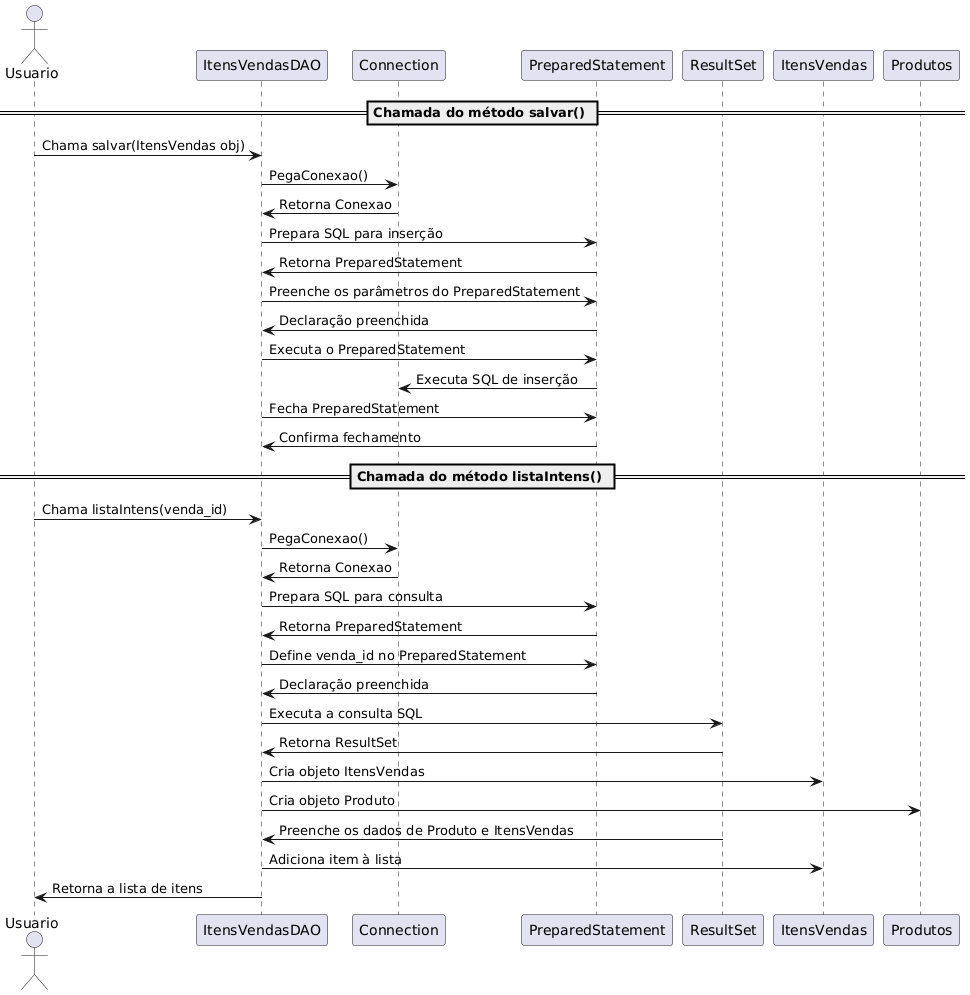 Usuario
ItensVendasDAO
Connection
PreparedStatement
ResultSet
ItensVendas
Produtos
Chamada do método salvar()
Chama salvar(ItensVendas obj)
PegaConexao()
Retorna Conexao
Prepara SQL para inserção
Retorna PreparedStatement
Preenche os parâmetros do PreparedStatement
Declaração preenchida
Executa o PreparedStatement
Executa SQL de inserção
Fecha PreparedStatement
Confirma fechamento
Chamada do método listaIntens()
Chama listaIntens(venda_id)
PegaConexao()
Retorna Conexao
Prepara SQL para consulta
Retorna PreparedStatement
Define venda_id no PreparedStatement
Declaração preenchida
Executa a consulta SQL
Retorna ResultSet
Cria objeto ItensVendas
Cria objeto Produto
Preenche os dados de Produto e ItensVendas
Adiciona item à lista
Retorna a lista de itens
Usuario
ItensVendasDAO
Connection
PreparedStatement
ResultSet
ItensVendas
Produtos